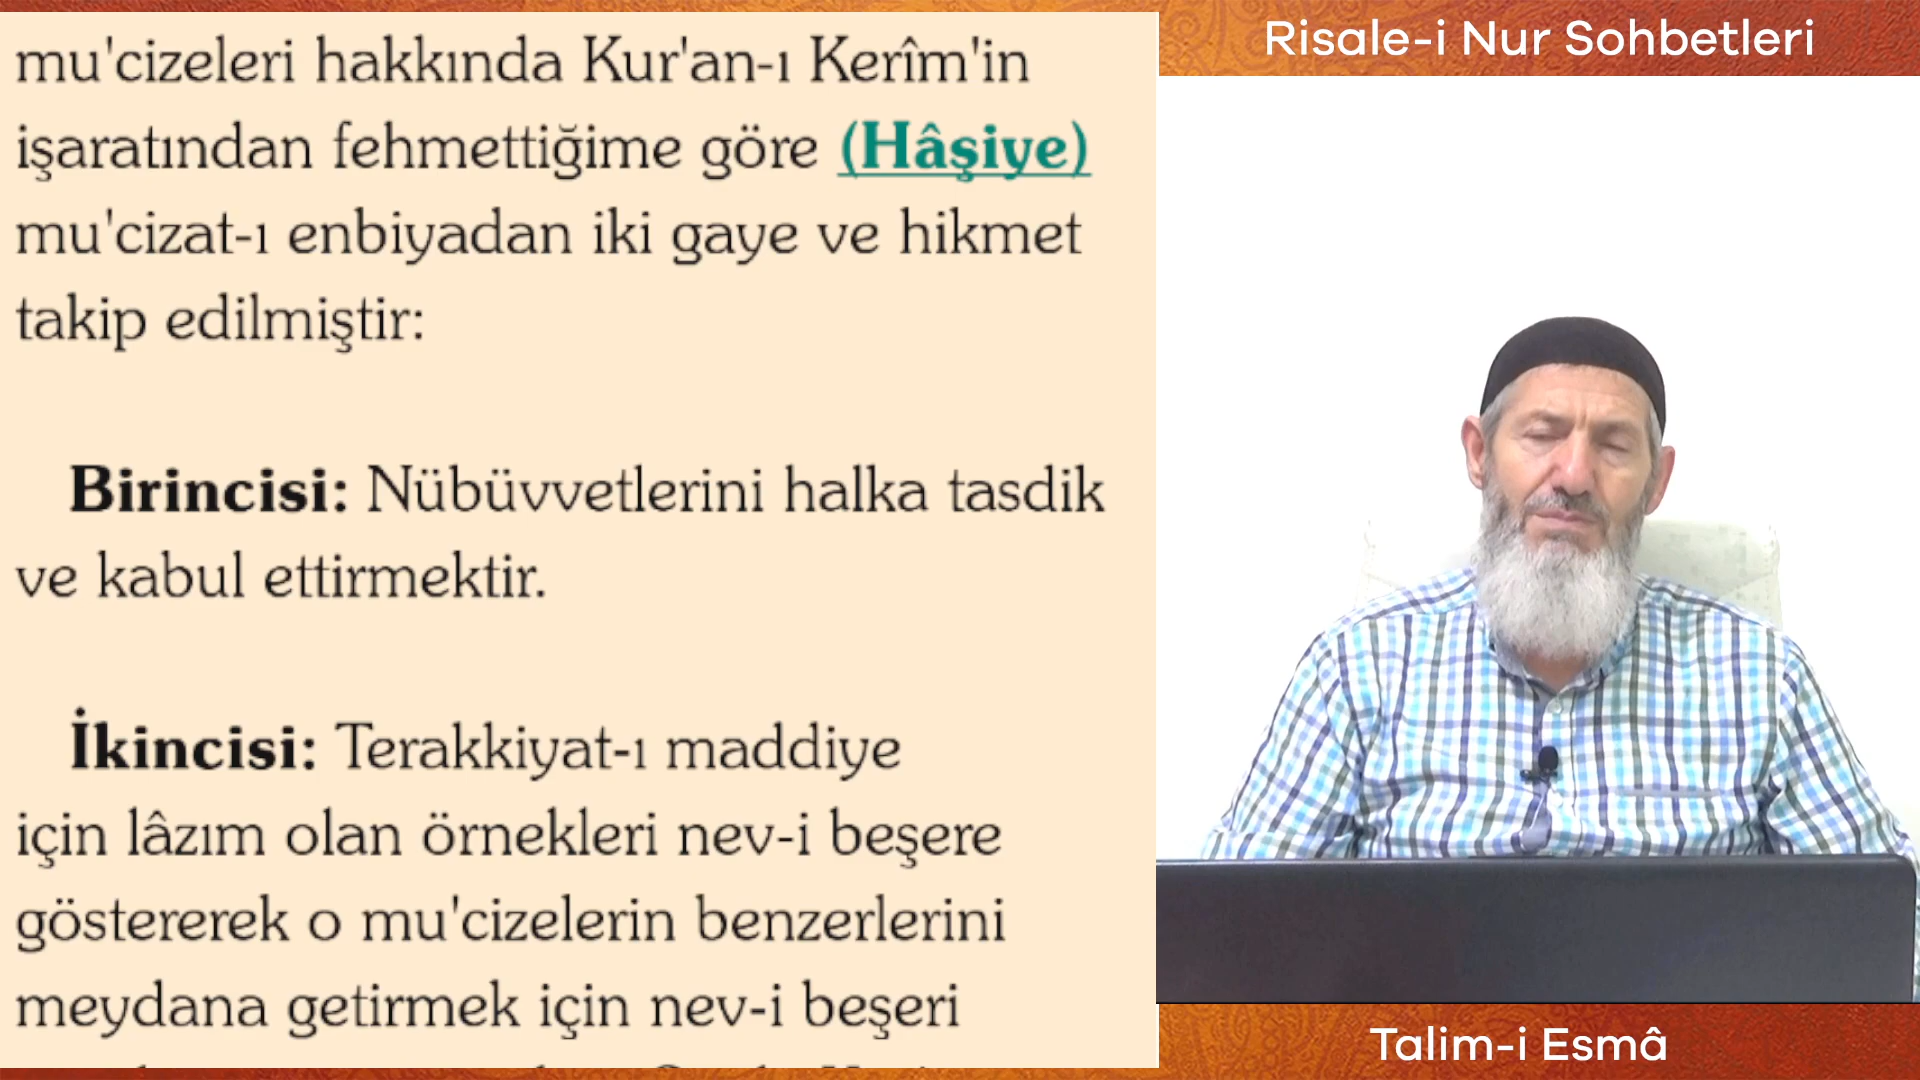 mu'cizeleri hakkında Kur'an-ı Kerîm'in
işaratından fehmettiğime göre (Hâşiye)
mu'cizat-ı enbiyadan iki gaye ve hikmet
takip edilmiştir:
Birincisi: Nübüvvetlerini halka tasdik
ve kabul ettirmektir.
İkincisi: Terakkiyat-ı maddiye
için lâzım olan örnekleri nev-i beşere
göstererek o mu'cizelerin benzerlerini
meydana getirmek için nev-i beşeri
Risale-i Nur Sohbetleri
Talim-i Esmâ